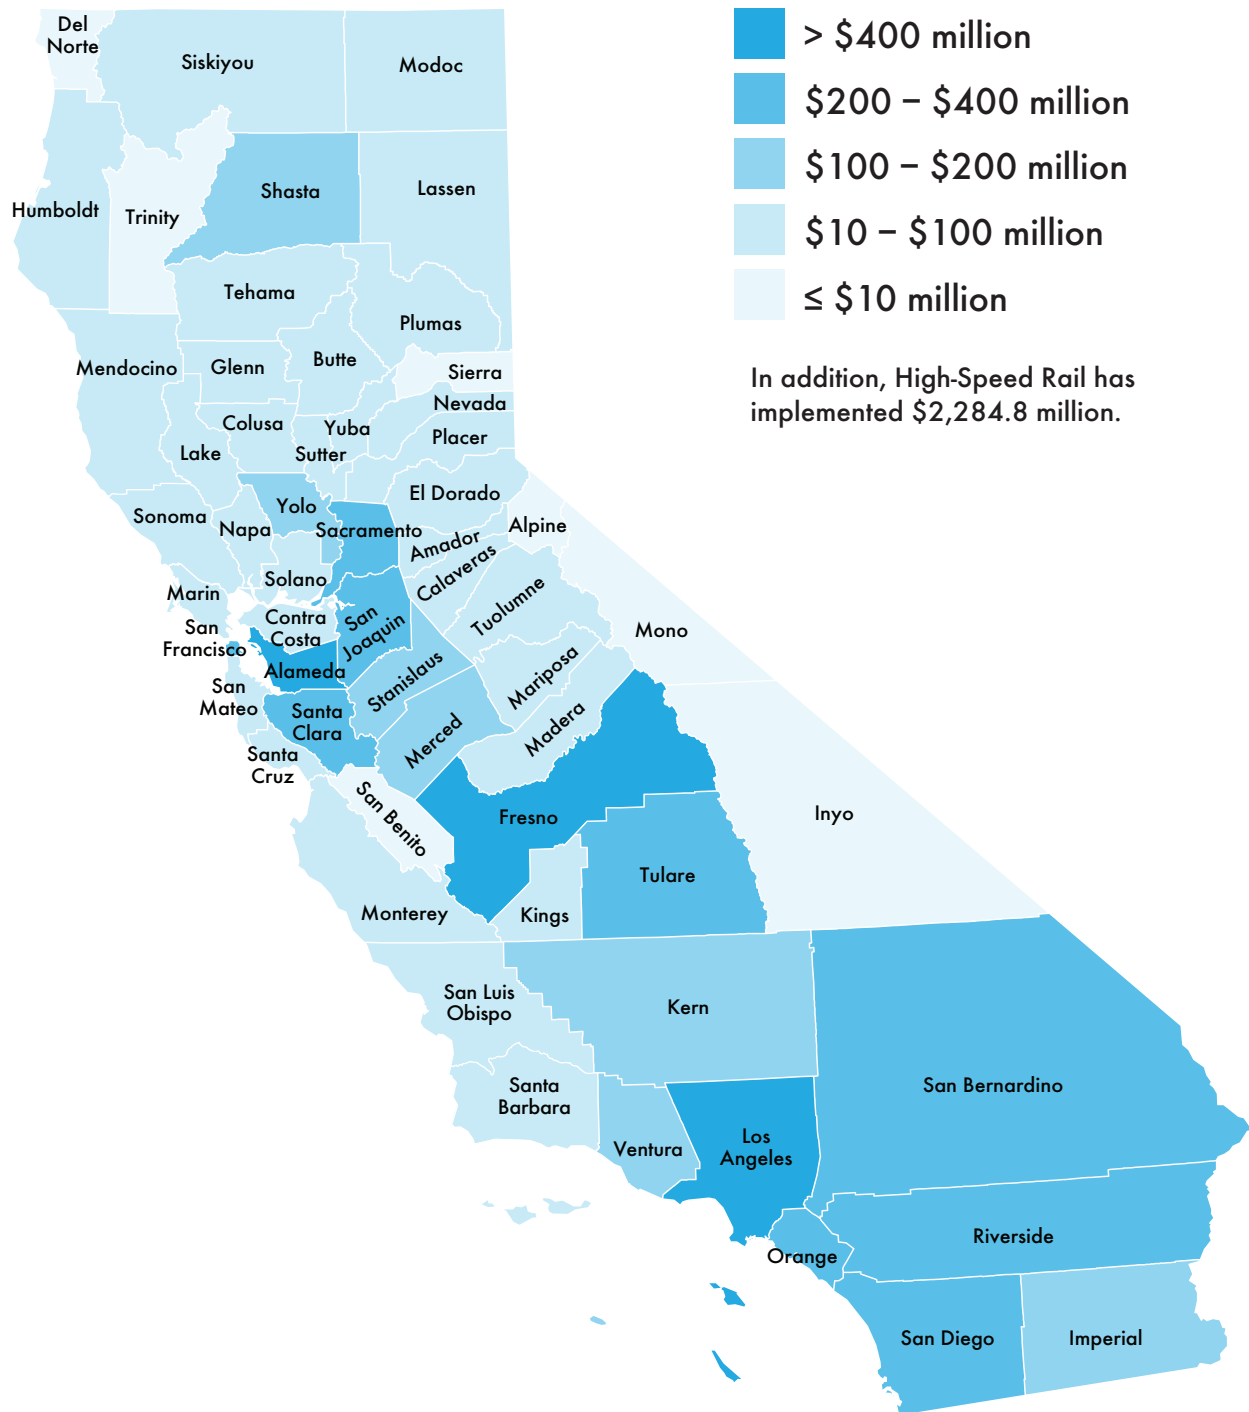 > $400 million
$200 – $400 million
$100 – $200 million
$10 – $100 million
≤ $10 million
In addition, High-Speed Rail has
implemented $2,284.8 million.
Del
Norte
Siskiyou
Modoc
Humboldt
Trinity
Shasta
Lassen
Tehama
Plumas
Mendocino
Glenn
Butte
Sierra
Nevada
Colusa
Yuba
Placer
Lake
Sutter
El Dorado
Sonoma
Napa
Yolo
Sacramento
Alpine
Amador
Calaveras
Solano
Marin
Tuolumne
Contra
Costa
San
Joaquin
Mono
San
Francisco
Alameda
Stanislaus
Mariposa
San
Mateo
Santa
Clara
Merced
Madera
Santa
Cruz
San Benito
Fresno
Inyo
Tulare
Monterey
Kings
San Luis
Obispo
Kern
Santa
Barbara
San Bernardino
Ventura
Los
Angeles
Orange
Riverside
San Diego
Imperial